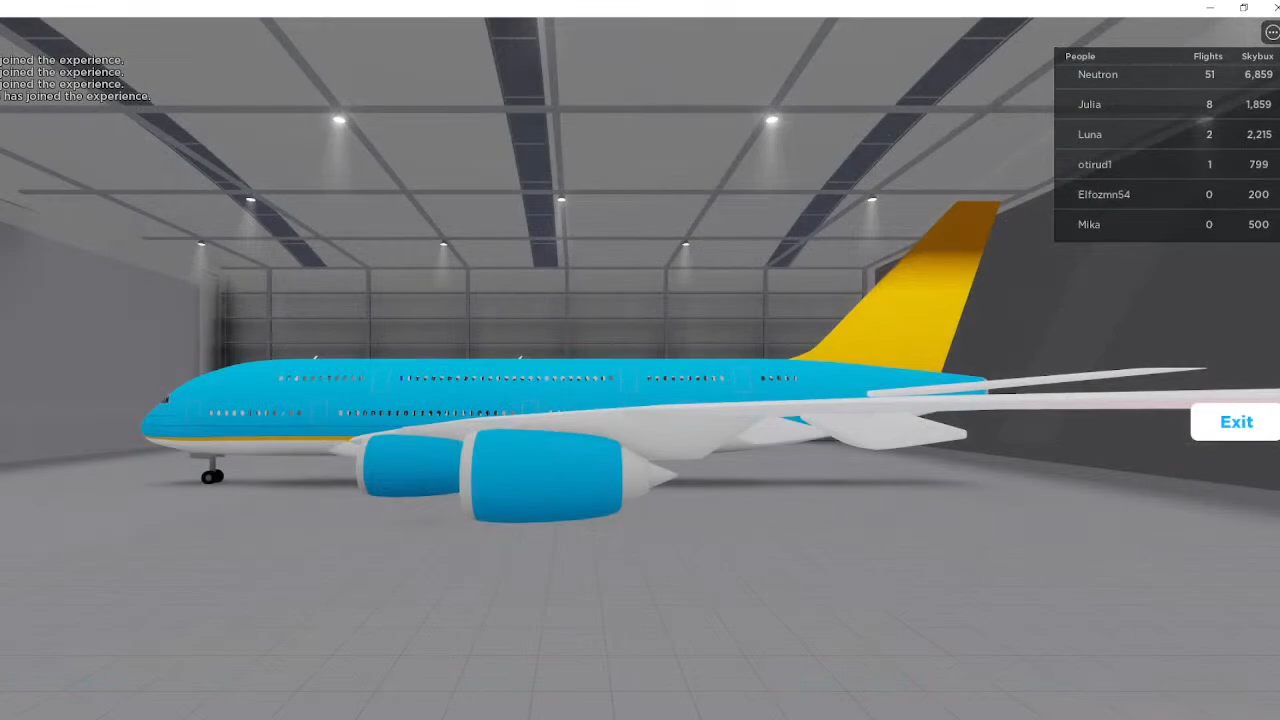 joined the experience.
joined the experience.
joined the experience.
has joined the experience.
People Flights Skybux
Neutron 51 6,859
Julia 8 1,859
Luna 2 2,215
otirud1 1 799
Elfozmn54 0 200
Mika 0 500
Exit